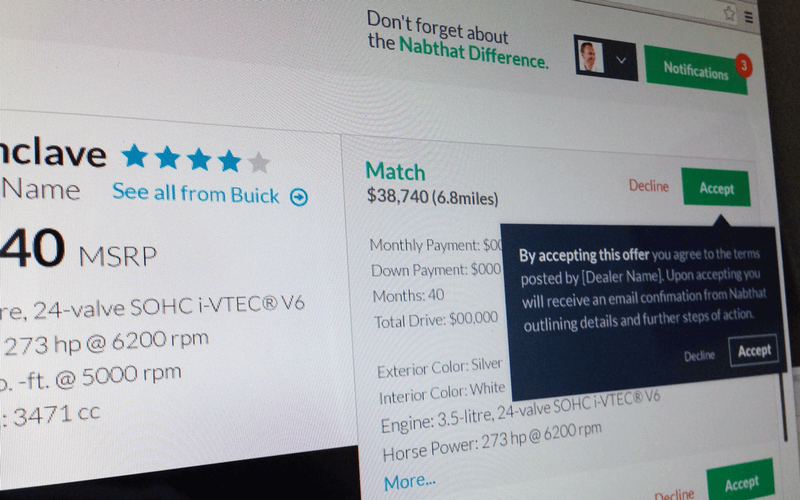 Don't forget about
the Nabthat Difference.
Notifications
3
nclave
Name
See all from Buick
40 MSRP
re, 24-valve SOHC i-VTEC® V6
273 hp @ 6200 rpm
. -ft. @ 5000 rpm
: 3471 cc
Match
$38,740 (6.8miles)
Decline
Accept
Monthly Payment: $00
Down Payment: $000
Months: 40
Total Drive: $00,000
Exterior Color: Silver
Interior Color: White
Engine: 3.5-litre, 24-valve SOHC i-VTEC® V6
Horse Power: 273 hp @ 6200 rpm
More...
By accepting this offer you agree to the terms
posted by [Dealer Name]. Upon accepting you
will receive an email confimation from Nabthat
outlining details and further steps of action.
Decline
Accept
Decline
Accept